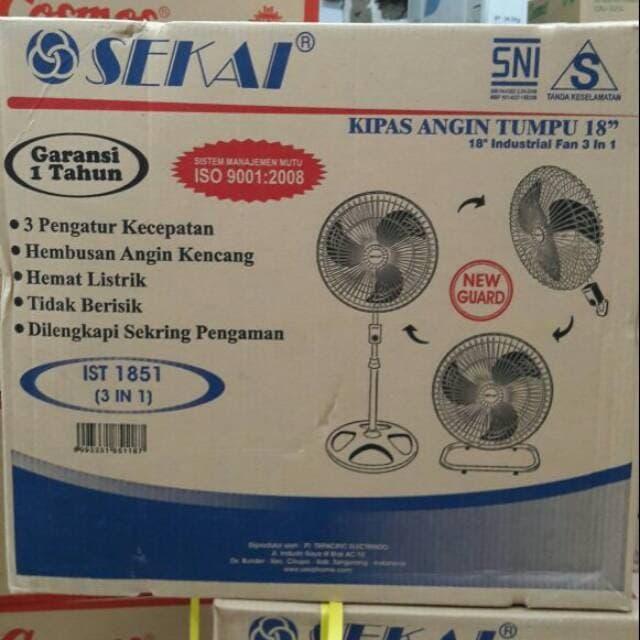 Cosmos
SEKAI®
SNI
S
TANDA KESELAMATAN
KIPAS ANGIN TUMPU 18”
18" Industrial Fan 3 In 1
Garansi
1 Tahun
SISTEM MANAJEMEN MUTU
ISO 9001:2008
• 3 Pengatur Kecepatan
• Hembusan Angin Kencang
• Hemat Listrik
• Tidak Berisik
• Dilengkapi Sekring Pengaman
NEW
GUARD
IST 1851
(3 IN 1)
SEKAI